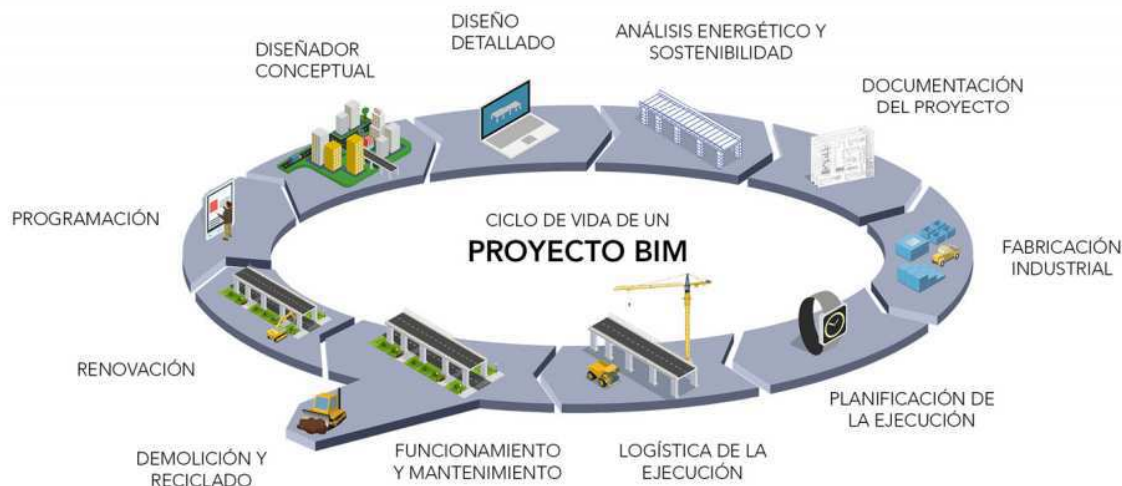 CICLO DE VIDA DE UN
PROYECTO BIM
PROGRAMACIÓN
DISEÑADOR
CONCEPTUAL
DISEÑO
DETALLADO
ANÁLISIS ENERGÉTICO Y
SOSTENIBILIDAD
DOCUMENTACIÓN
DEL PROYECTO
FABRICACIÓN
INDUSTRIAL
PLANIFICACIÓN DE
LA EJECUCIÓN
LOGÍSTICA DE LA
EJECUCIÓN
FUNCIONAMIENTO
Y MANTENIMIENTO
DEMOLICIÓN Y
RECICLADO
RENOVACIÓN